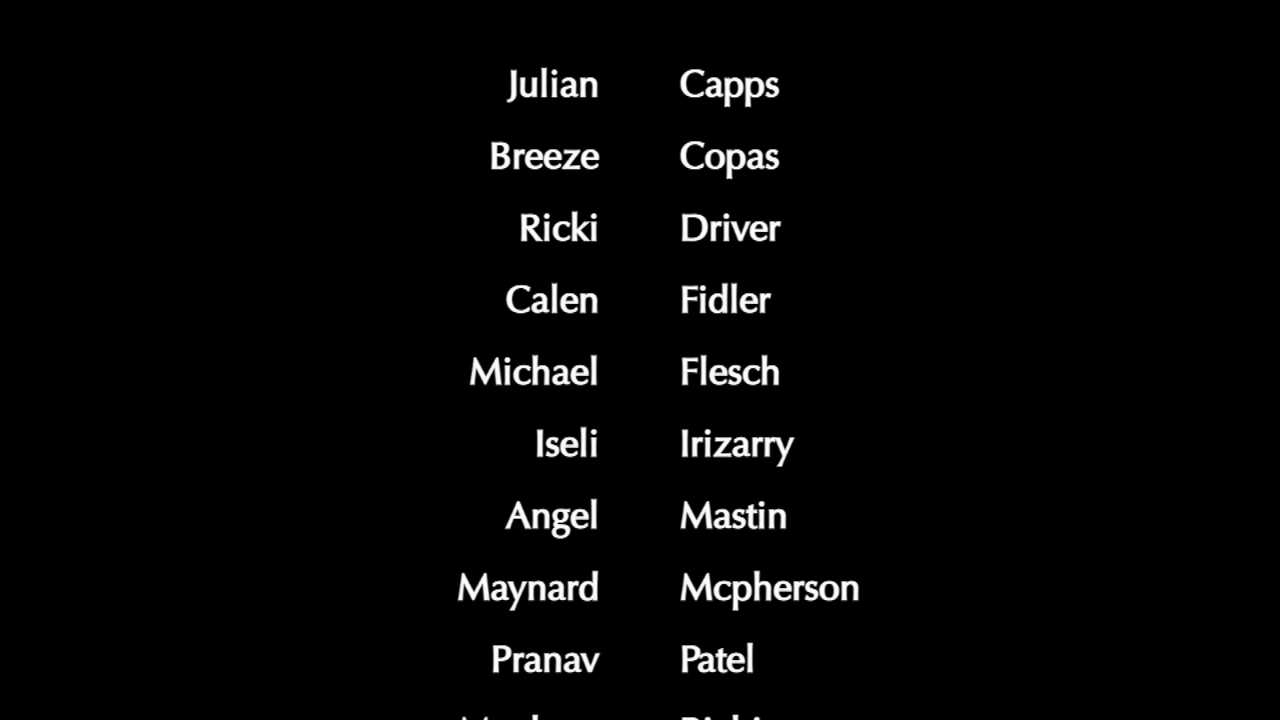 Julian Capps
Breeze Copas
Ricki Driver
Calen Fidler
Michael Flesch
Iseli Irizarry
Angel Mastin
Maynard Mcpherson
Pranav Patel